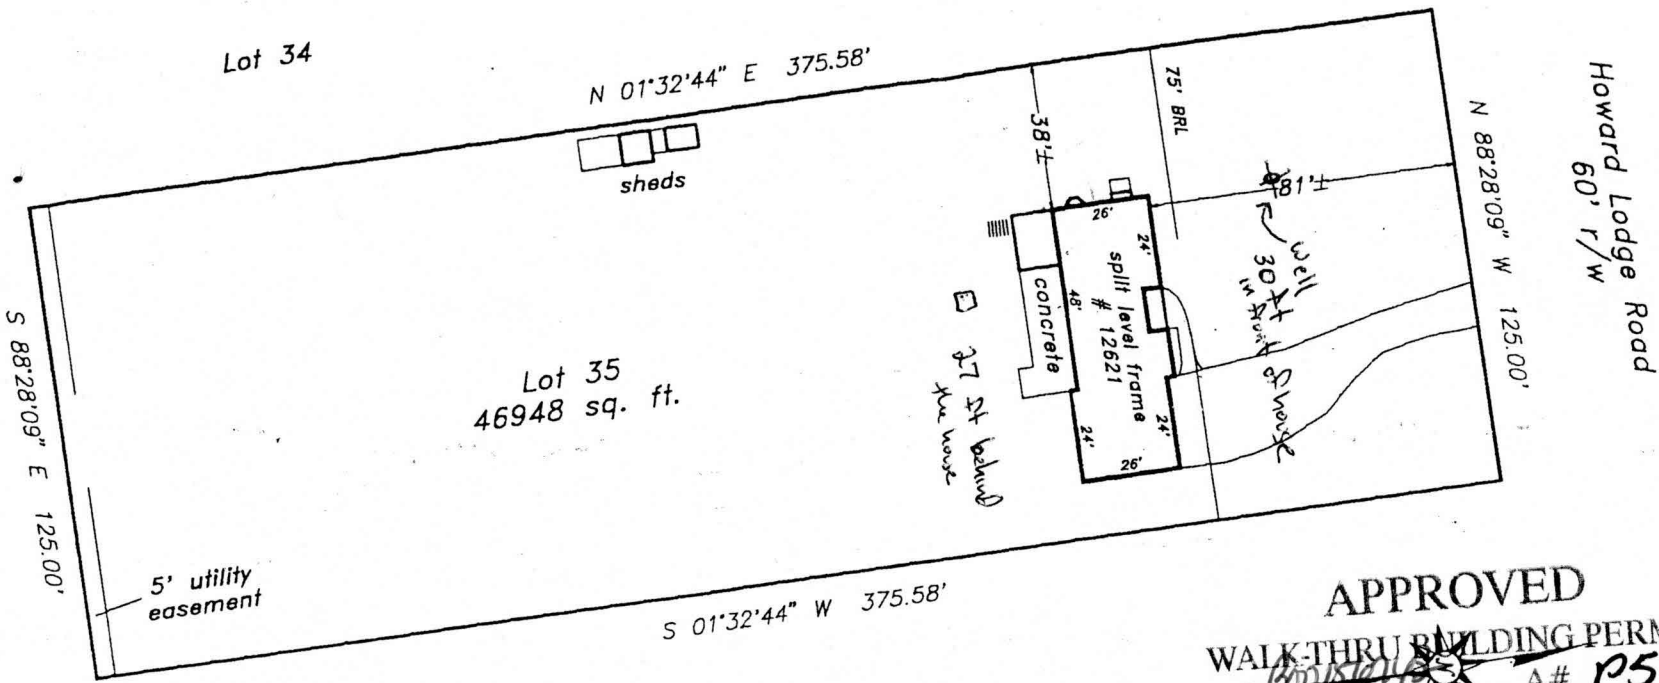 Lot 34
N 01°32'44" E 375.58'
sheds
38'±
75' BRL
81'±
N 88°28'09" W 125.00'
Howard Lodge Road
60' r/w
well
30 ft
in front of house
26'
24'
split level frame
# 12621
48'
concrete
24'
24'
26'
27 ft behind
the house
Lot 35
46948 sq. ft.
S 88°28'09" E 125.00'
5' utility
easement
S 01°32'44" W 375.58'
APPROVED
WALK-THRU BUILDING PERM
A# P5